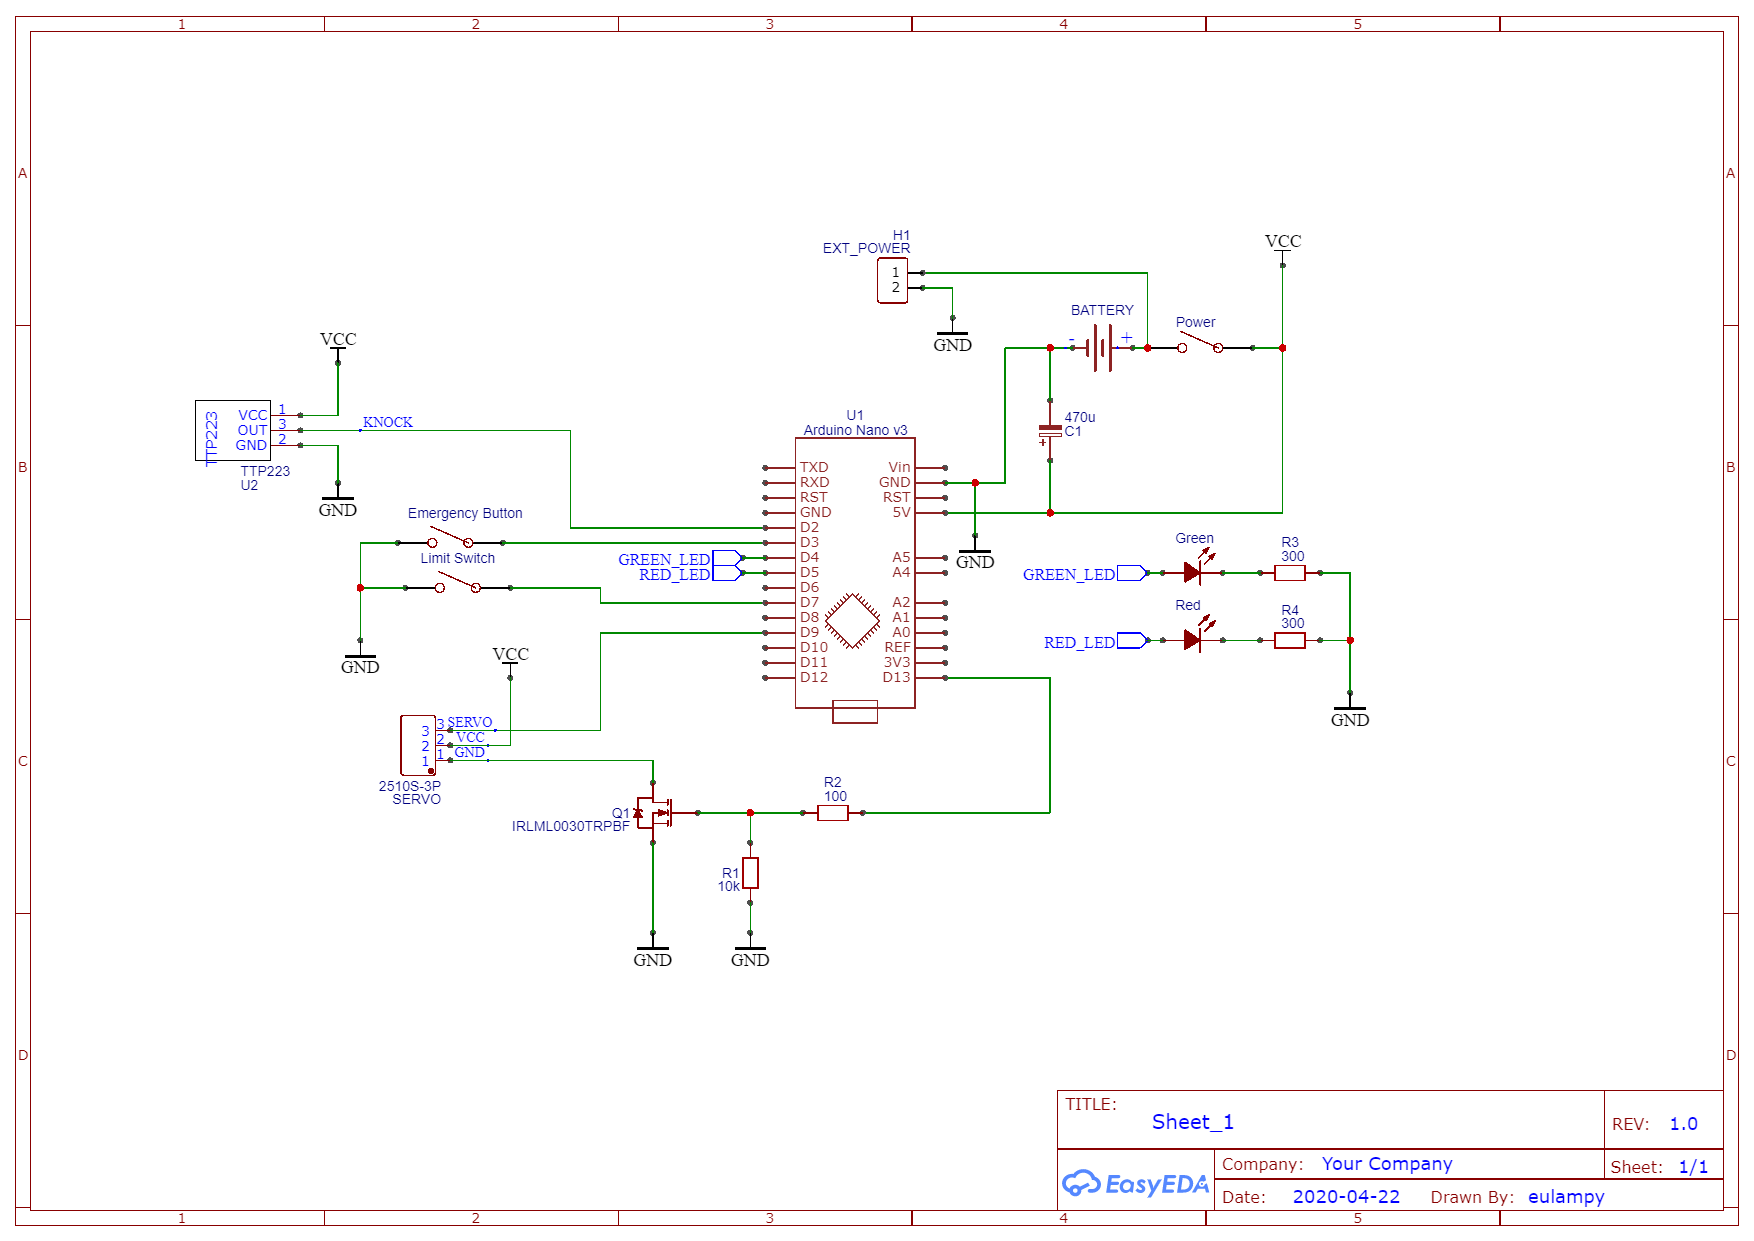 1 2 3 4 5
A A
H1
EXT_POWER
1
2
GND
VCC
BATTERY
- +
Power
B B
VCC
TTP223
VCC 1
OUT 3
GND 2
KNOCK
TTP223
U2
GND
470u
C1
+
U1
Arduino Nano v3
TXD Vin
RXD GND
RST RST
GND 5V
D2
D3
D4 A5
D5 A4
D6
D7 A2
D8 A1
D9 A0
D10 REF
D11 3V3
D12 D13
GND
Emergency Button
Limit Switch
GREEN_LED
RED_LED
GND
Green
GREEN_LED
R3
300
Red
RED_LED
R4
300
GND
C C
VCC
3 3 SERVO
2 2 VCC
1 1 GND
2510S-3P
SERVO
Q1
IRLML0030TRPBF
R2
100
R1
10k
GND
GND
D D
TITLE:
Sheet_1
REV: 1.0
EasyEDA
Company: Your Company
Sheet: 1/1
Date: 2020-04-22 Drawn By: eulampy
1 2 3 4 5